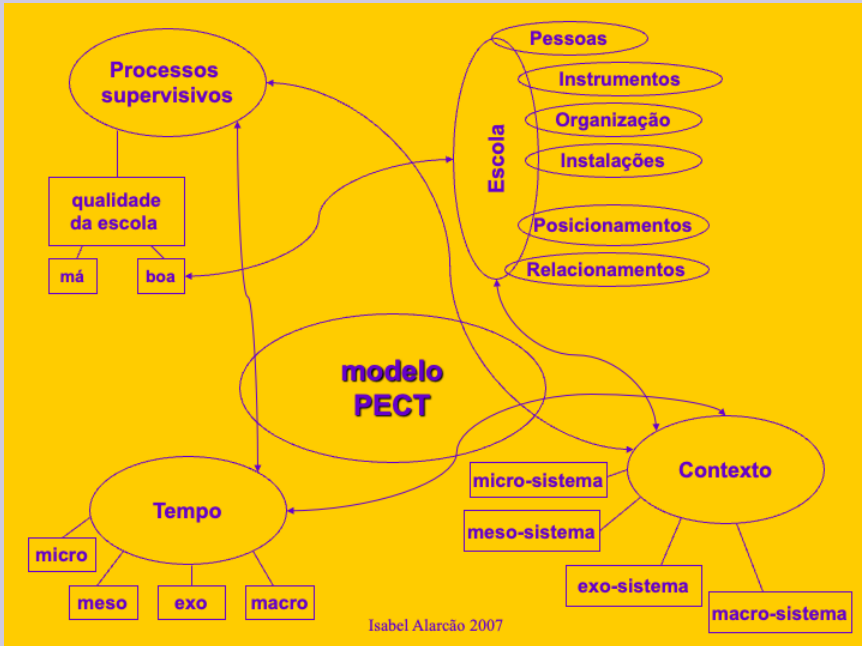 Processos
supervisivos
qualidade
da escola
má
boa
Escola
Pessoas
Instrumentos
Organização
Instalações
Posicionamentos
Relacionamentos
modelo
PECT
Tempo
micro
meso
exo
macro
Contexto
micro-sistema
meso-sistema
exo-sistema
macro-sistema
Isabel Alarcão 2007